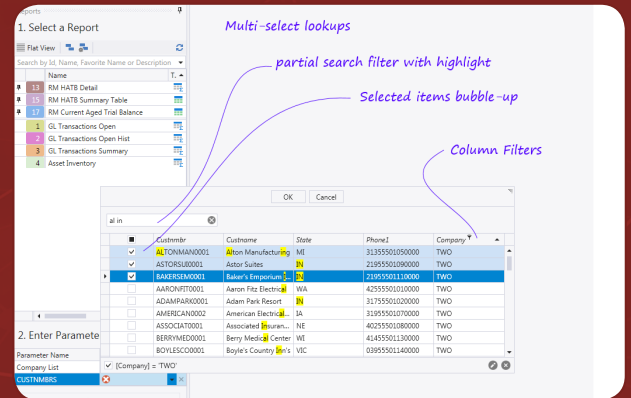 Reports
1. Select a Report
Flat View
Search by Id, Name, Favorite Name or Description
Name T.
13 RM HATB Detail
15 RM HATB Summary Table
17 RM Current Aged Trial Balance
1 GL Transactions Open
2 GL Transactions Open Hist
3 GL Transactions Summary
4 Asset Inventory
Multi-select lookups
partial search filter with highlight
Selected items bubble-up
Column Filters
OK Cancel
al in
Custnmbr Custname State Phone1 Company
ALTONMAN0001 Alton Manufacturing MI 31355501050000 TWO
ASTORSUI0001 Astor Suites IN 21955501090000 TWO
BAKERSEM0001 Baker's Emporium I... IN 21955501110000 TWO
AARONFIT0001 Aaron Fitz Electrical WA 42555501010000 TWO
ADAMPARK0001 Adam Park Resort IN 31755501020000 TWO
AMERICAN0002 American Electrical... IA 31955501070000 TWO
ASSOCIAT0001 Associated Insuran... NE 40255501080000 TWO
BERRYMED0001 Berry Medical Center WI 41455501130000 TWO
BOYLESCO0001 Boyle's Country Inn's VIC 03955501140000 TWO
[Company] = 'TWO'
2. Enter Paramete
Parameter Name
Company List
CUSTNMBRS